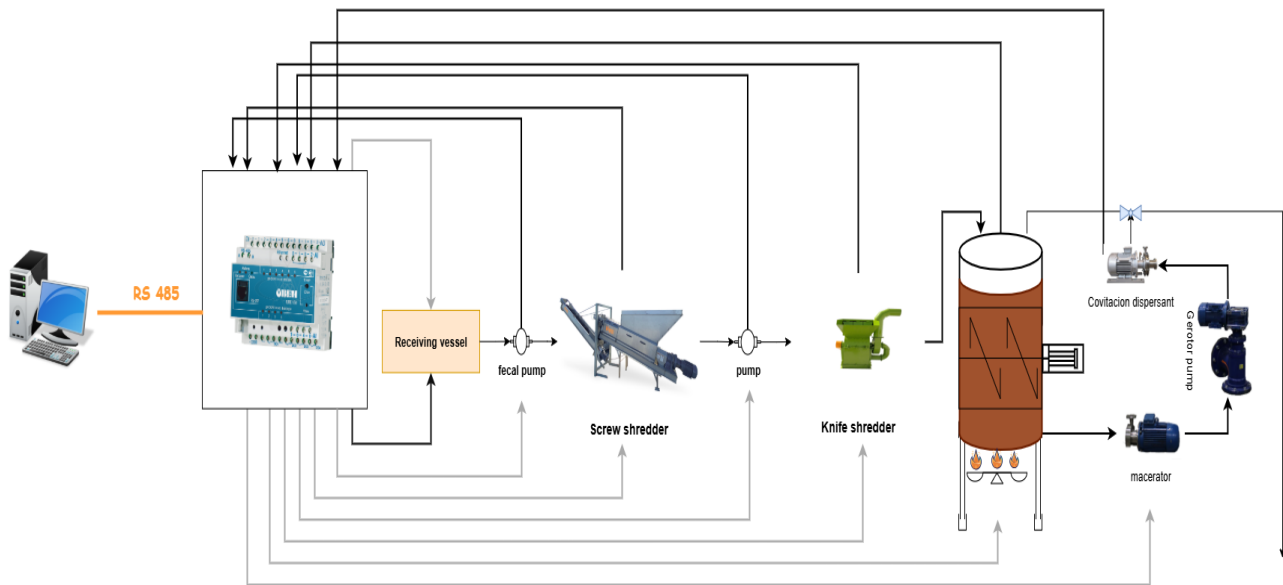 RS 485
Receiving vessel
fecal pump
Screw shredder
pump
Knife shredder
Covitacion dispersant
Gerotor pump
macerator